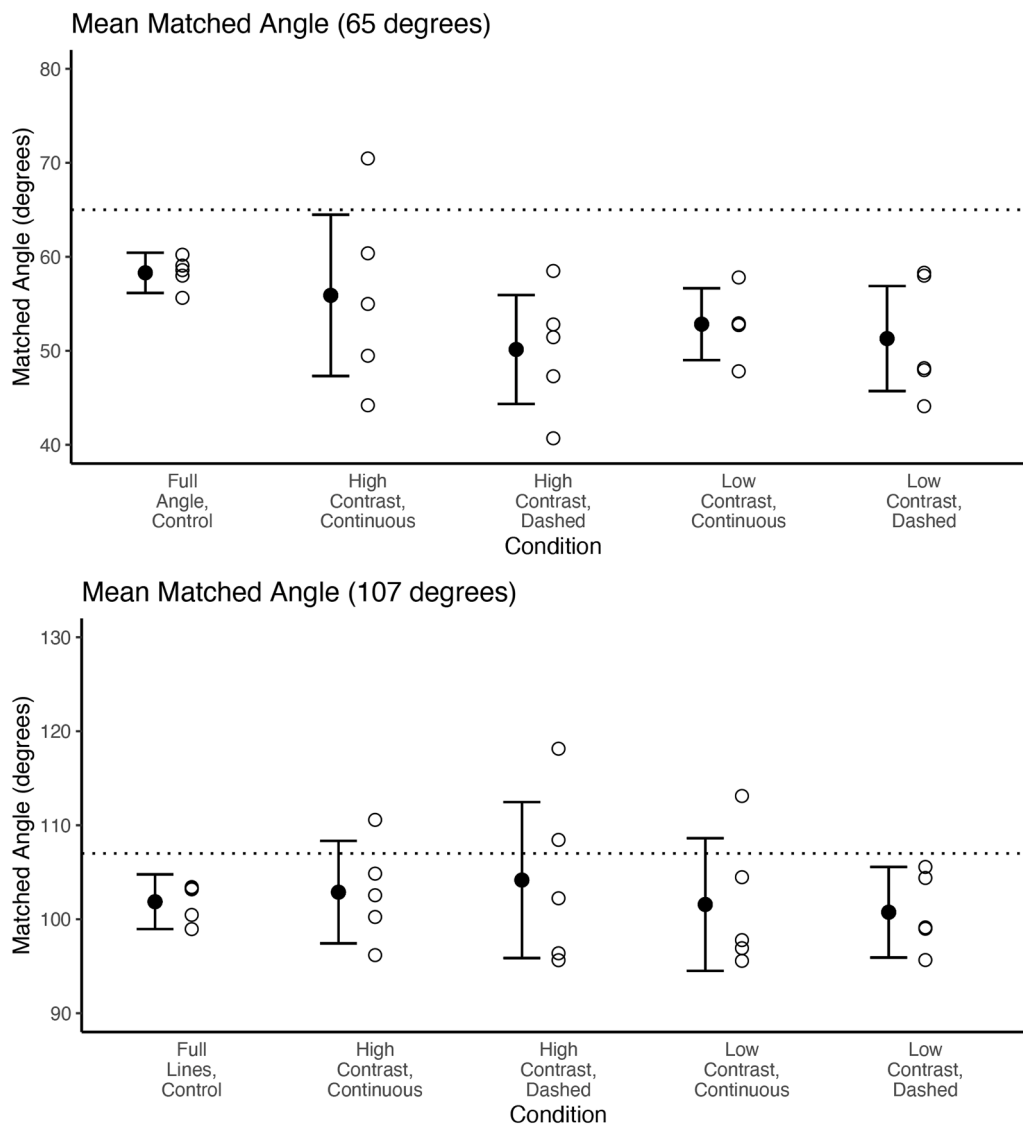 Mean Matched Angle (65 degrees)
Matched Angle (degrees)
80
70
60
50
40
Full
Angle,
Control
High
Contrast,
Continuous
High
Contrast,
Dashed
Low
Contrast,
Continuous
Low
Contrast,
Dashed
Condition
Mean Matched Angle (107 degrees)
Matched Angle (degrees)
130
120
110
100
90
Full
Lines,
Control
High
Contrast,
Continuous
High
Contrast,
Dashed
Low
Contrast,
Continuous
Low
Contrast,
Dashed
Condition